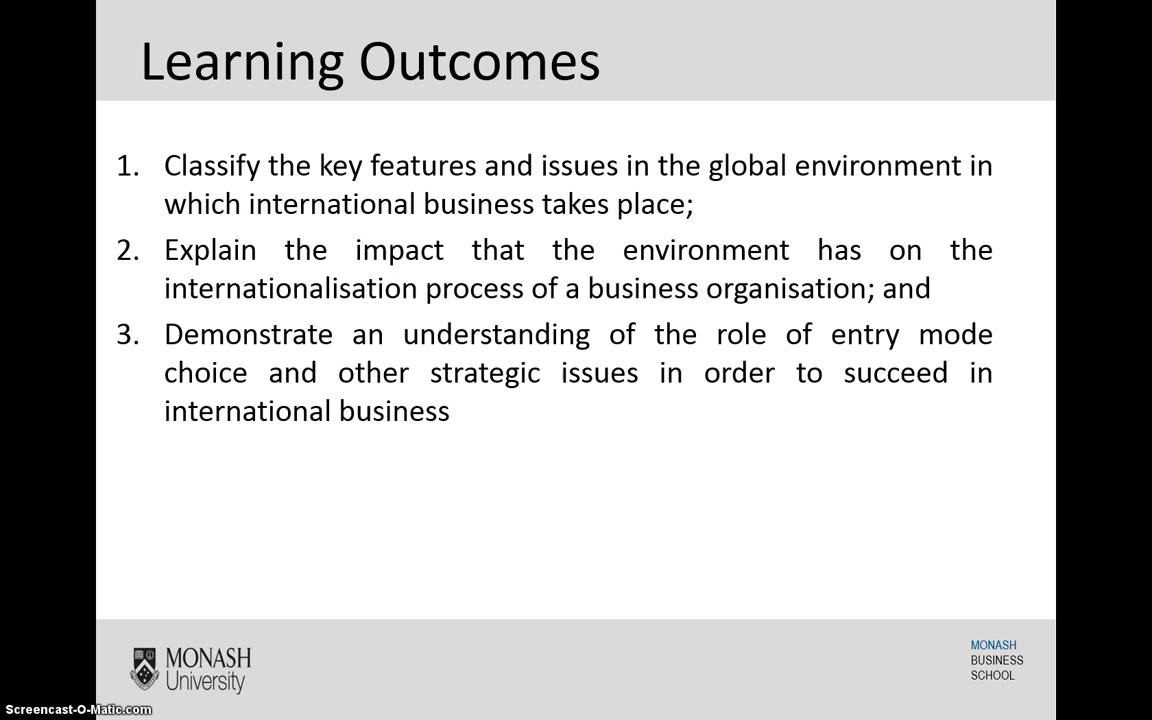 Learning Outcomes
1. Classify the key features and issues in the global environment in
which international business takes place;
2. Explain the impact that the environment has on the
internationalisation process of a business organisation; and
3. Demonstrate an understanding of the role of entry mode
choice and other strategic issues in order to succeed in
international business
MONASH
University
MONASH
BUSINESS
SCHOOL
Screencast-O-Matic.com